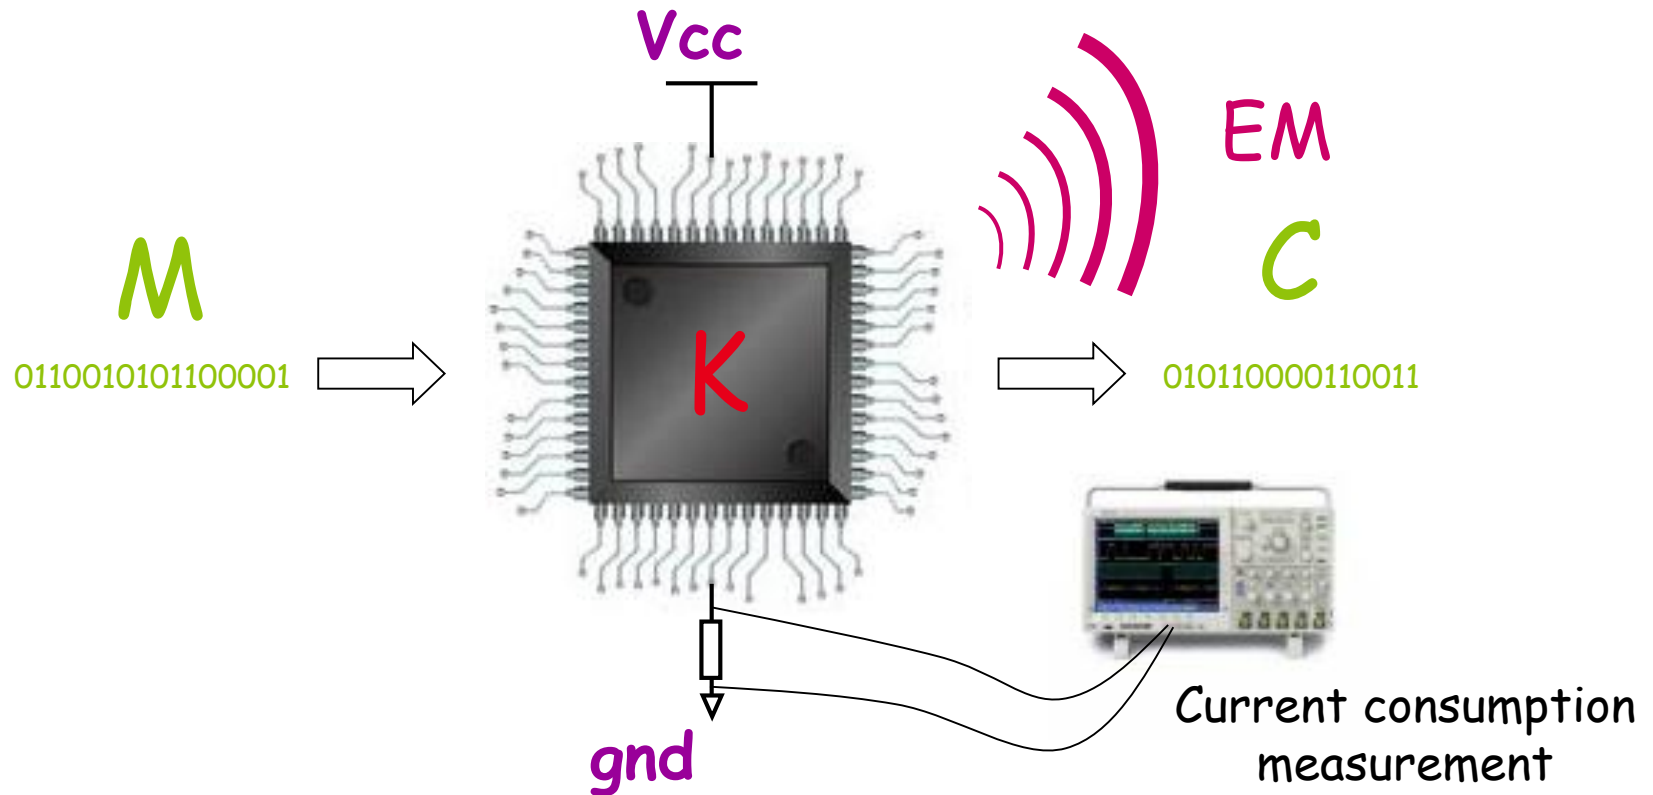 Vcc
EM
M
C
K
0110010101100001
010110000110011
gnd
Current consumption
measurement